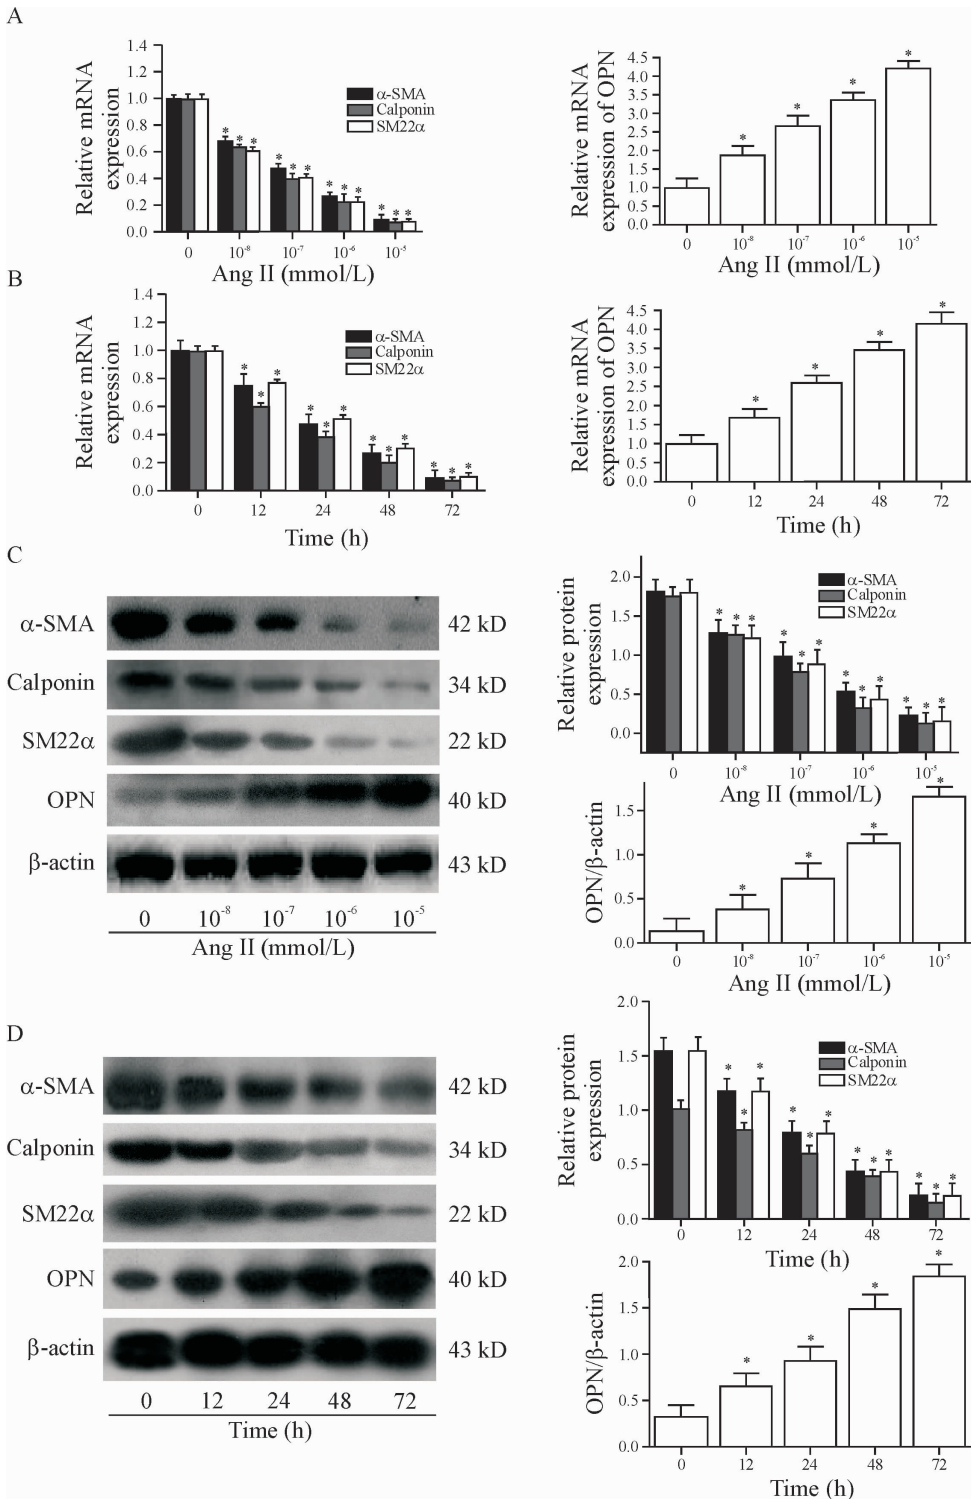 A
Relative mRNA
expression
1.4
1.2
1.0
0.8
0.6
0.4
0.2
0.0
α-SMA
Calponin
SM22α
* * *
* * *
* * *
* * *
0 10-8 10-7 10-6 10-5
Ang II (mmol/L)
Relative mRNA
expression of OPN
4.5
4.0
3.5
3.0
2.5
2.0
1.5
1.0
0.5
0.0
* * * *
0 10-8 10-7 10-6 10-5
Ang II (mmol/L)
B
Relative mRNA
expression
1.4
1.2
1.0
0.8
0.6
0.4
0.2
0.0
α-SMA
Calponin
SM22α
* * *
* * *
* * *
* * *
0 12 24 48 72
Time (h)
Relative mRNA
expression of OPN
4.5
4.0
3.5
3.0
2.5
2.0
1.5
1.0
0.5
0.0
* * * *
0 12 24 48 72
Time (h)
C
α-SMA 42 kD
Calponin 34 kD
SM22α 22 kD
OPN 40 kD
β-actin 43 kD
0 10-8 10-7 10-6 10-5
Ang II (mmol/L)
Relative protein
expression
2.0
1.5
1.0
0.5
0.0
α-SMA
Calponin
SM22α
* * *
* * *
* * *
* * *
0 10-8 10-7 10-6 10-5
Ang II (mmol/L)
OPN/β-actin
1.5
1.0
0.5
0.0
* * * *
0 10-8 10-7 10-6 10-5
Ang II (mmol/L)
D
α-SMA 42 kD
Calponin 34 kD
SM22α 22 kD
OPN 40 kD
β-actin 43 kD
0 12 24 48 72
Time (h)
Relative protein
expression
2.0
1.5
1.0
0.5
0.0
α-SMA
Calponin
SM22α
* * *
* * *
* * *
* * *
0 12 24 48 72
Time (h)
OPN/β-actin
2.0
1.5
1.0
0.5
0.0
* * * *
0 12 24 48 72
Time (h)